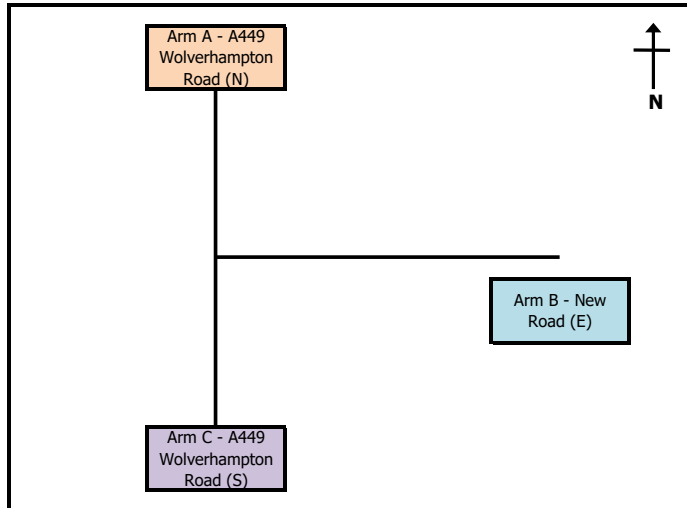 Arm A - A449
Wolverhampton
Road (N)
N
Arm B - New
Road (E)
Arm C - A449
Wolverhampton
Road (S)